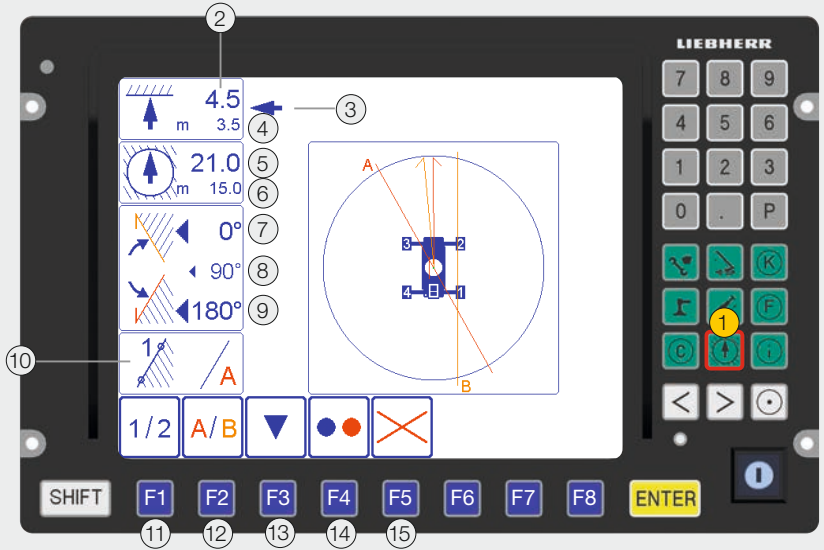 2
LIEBHERR
7 8 9
4.5
3
m 3.5
4
4 5 6
21.0
5
m 15.0
6
A
1 2 3
0°
7
3 2
0 . P
90°
8
K
180°
9
4 1
F
1
10
1
A
B
C
i
< >
1/2 A/B
SHIFT F1 F2 F3 F4 F5 F6 F7 F8 ENTER
11 12 13 14 15